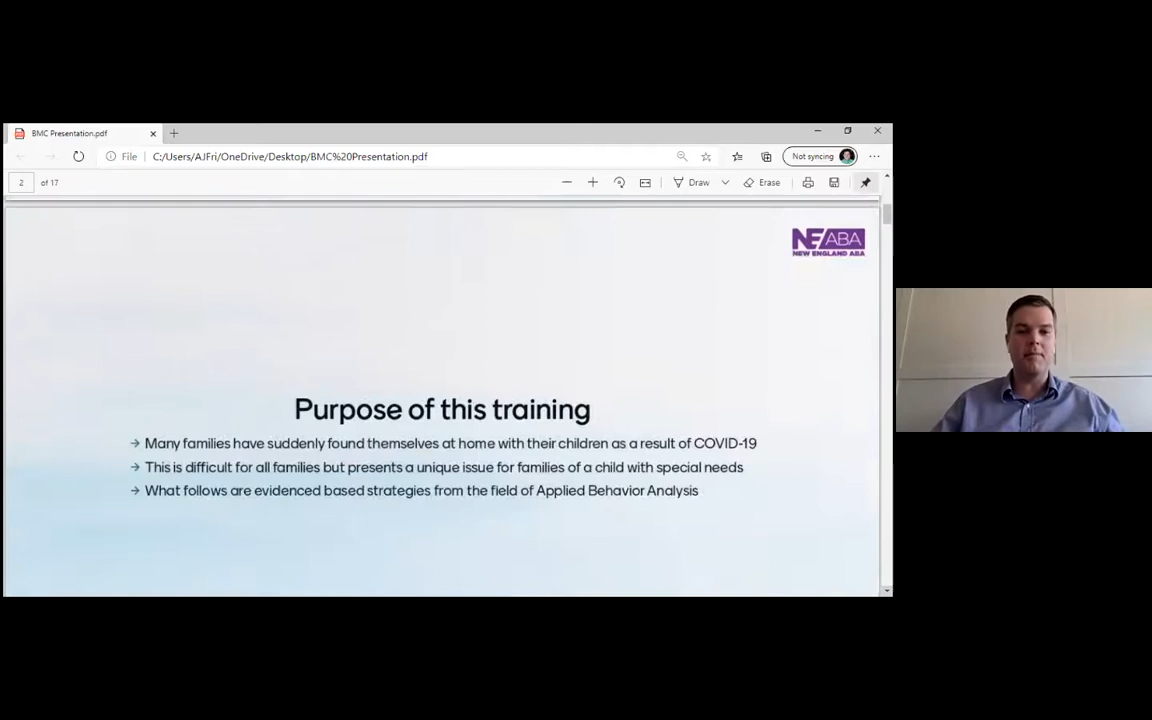 BMC Presentation.pdf
File C:/Users/AJFri/OneDrive/Desktop/BMC%20Presentation.pdf Not syncing
2 of 17 Draw Erase
NE/ABA
NEW ENGLAND ABA
Purpose of this training
→ Many families have suddenly found themselves at home with their children as a result of COVID-19
→ This is difficult for all families but presents a unique issue for families of a child with special needs
→ What follows are evidenced based strategies from the field of Applied Behavior Analysis